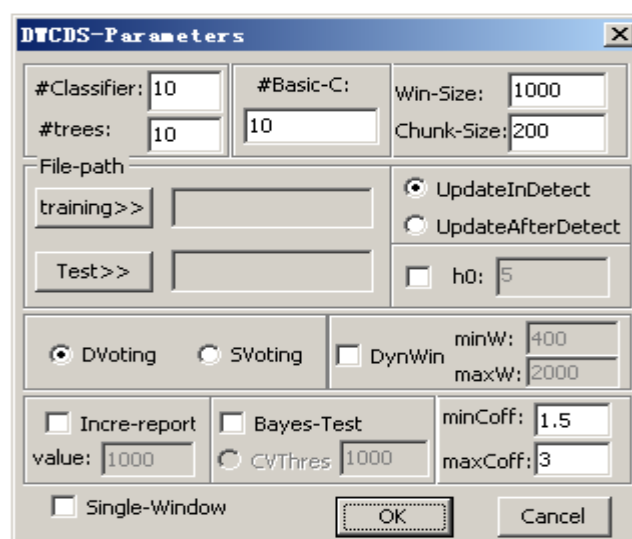 DWCDS-Parameters
#Classifier: 10
#trees: 10
#Basic-C:
10
Win-Size: 1000
Chunk-Size: 200
File-path
training>>
Test>>
UpdateInDetect
UpdateAfterDetect
h0: 5
DVoting SVoting
DynWin
minW: 400
maxW: 2000
Incre-report
value: 1000
Bayes-Test
CVThres 1000
minCoff: 1.5
maxCoff: 3
Single-Window
OK Cancel